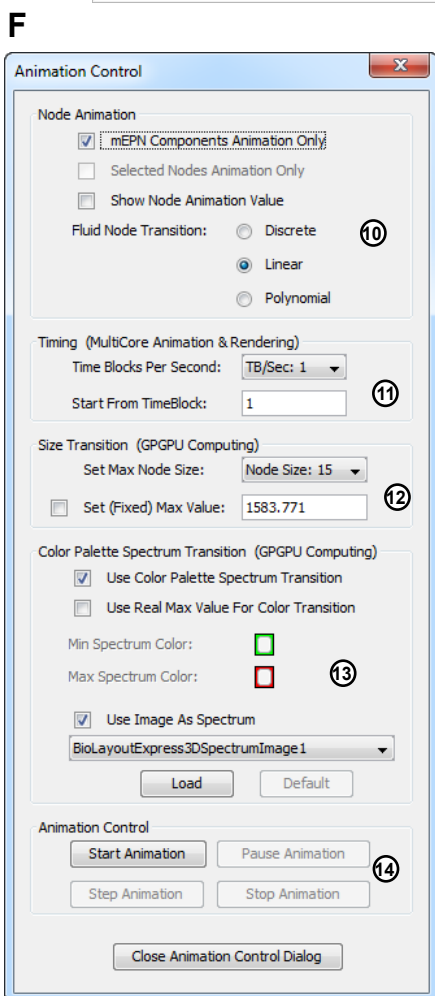 F
Animation Control
Node Animation
mEPN Components Animation Only
Selected Nodes Animation Only
Show Node Animation Value
Fluid Node Transition: Discrete 10
Linear
Polynomial
Timing (MultiCore Animation & Rendering)
Time Blocks Per Second: TB/Sec: 1
Start From TimeBlock: 1 11
Size Transition (GPGPU Computing)
Set Max Node Size: Node Size: 15
Set (Fixed) Max Value: 1583.771 12
Color Palette Spectrum Transition (GPGPU Computing)
Use Color Palette Spectrum Transition
Use Real Max Value For Color Transition
Min Spectrum Color:
Max Spectrum Color: 13
Use Image As Spectrum
BioLayoutExpress3DSpectrumImage1
Load Default
Animation Control
Start Animation Pause Animation 14
Step Animation Stop Animation
Close Animation Control Dialog